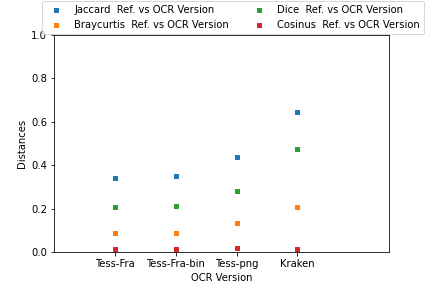 Jaccard  Ref. vs OCR Version
Dice  Ref. vs OCR Version
Braycurtis  Ref. vs OCR Version
Cosinus  Ref. vs OCR Version
1.0
0.8
0.6
0.4
0.2
0.0
Distances
Tess-Fra
Tess-Fra-bin
Tess-png
Kraken
OCR Version